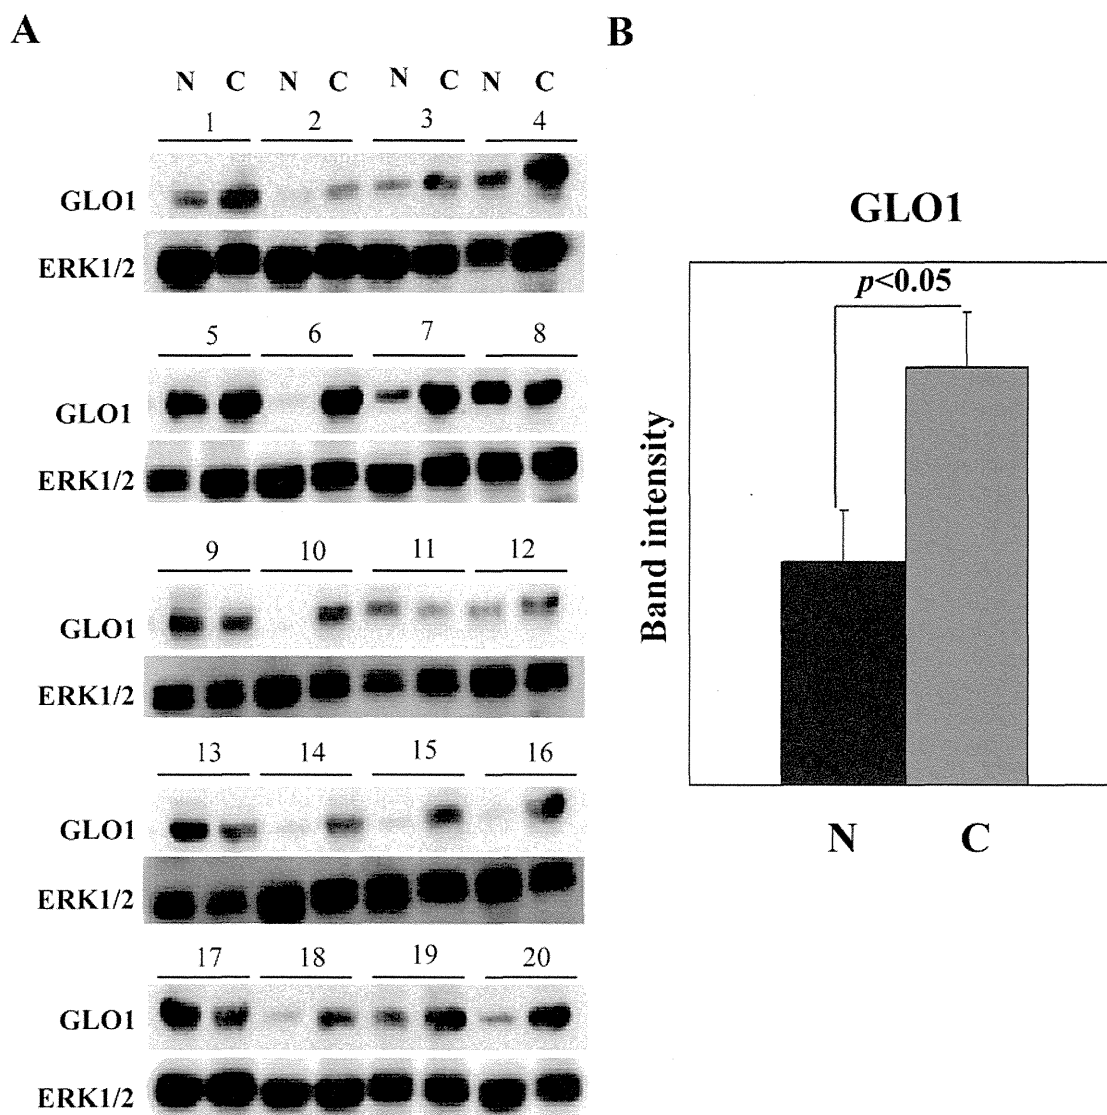 A
N C N C N C N C
1 2 3 4
GLO1
ERK1/2
5 6 7 8
GLO1
ERK1/2
9 10 11 12
GLO1
ERK1/2
13 14 15 16
GLO1
ERK1/2
17 18 19 20
GLO1
ERK1/2
B
GLO1
p<0.05
Band intensity
N C